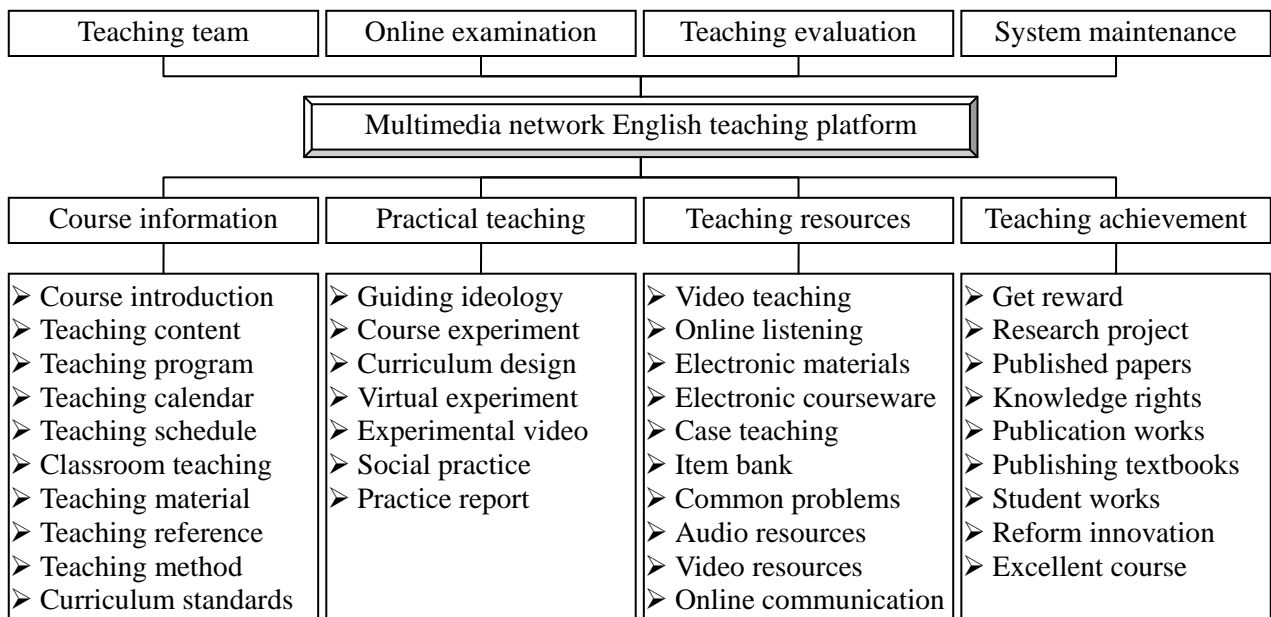 Teaching team
Online examination
Teaching evaluation
System maintenance
Multimedia network English teaching platform
Course information
Practical teaching
Teaching resources
Teaching achievement
➢ Course introduction
➢ Teaching content
➢ Teaching program
➢ Teaching calendar
➢ Teaching schedule
➢ Classroom teaching
➢ Teaching material
➢ Teaching reference
➢ Teaching method
➢ Curriculum standards
➢ Guiding ideology
➢ Course experiment
➢ Curriculum design
➢ Virtual experiment
➢ Experimental video
➢ Social practice
➢ Practice report
➢ Video teaching
➢ Online listening
➢ Electronic materials
➢ Electronic courseware
➢ Case teaching
➢ Item bank
➢ Common problems
➢ Audio resources
➢ Video resources
➢ Online communication
➢ Get reward
➢ Research project
➢ Published papers
➢ Knowledge rights
➢ Publication works
➢ Publishing textbooks
➢ Student works
➢ Reform innovation
➢ Excellent course